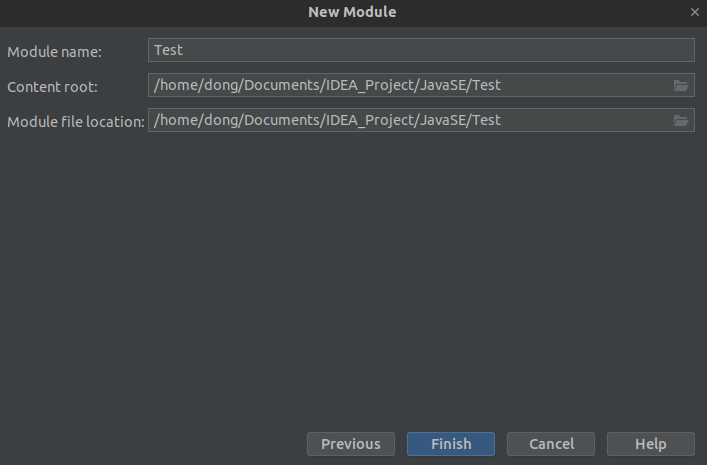 New Module
Module name: Test
Content root: /home/dong/Documents/IDEA_Project/JavaSE/Test
Module file location: /home/dong/Documents/IDEA_Project/JavaSE/Test
Previous Finish Cancel Help